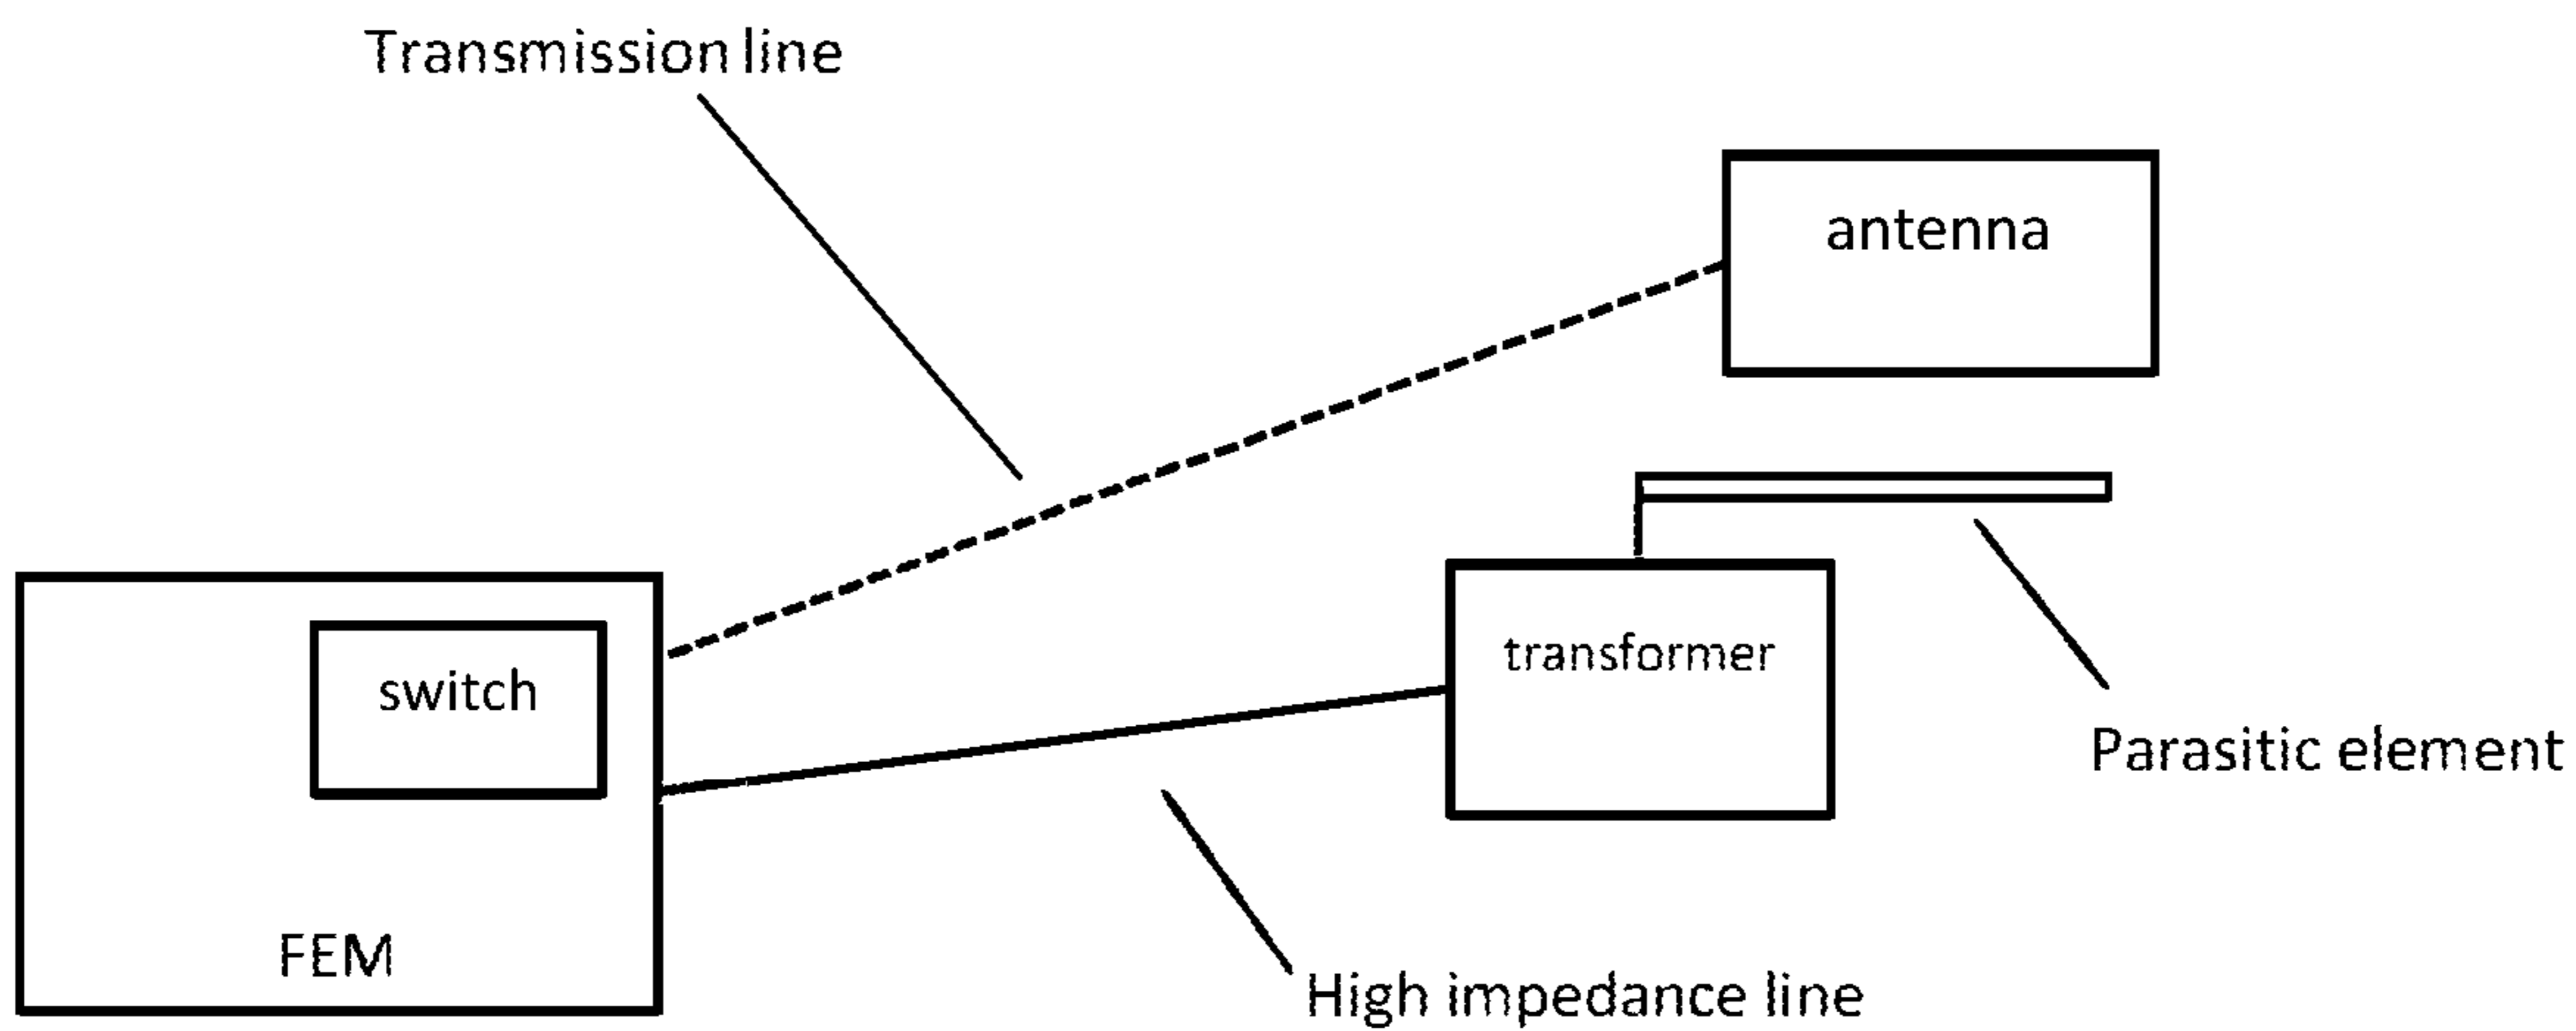 Transmission line
antenna
switch
transformer
Parasitic element
FEM
High impedance line